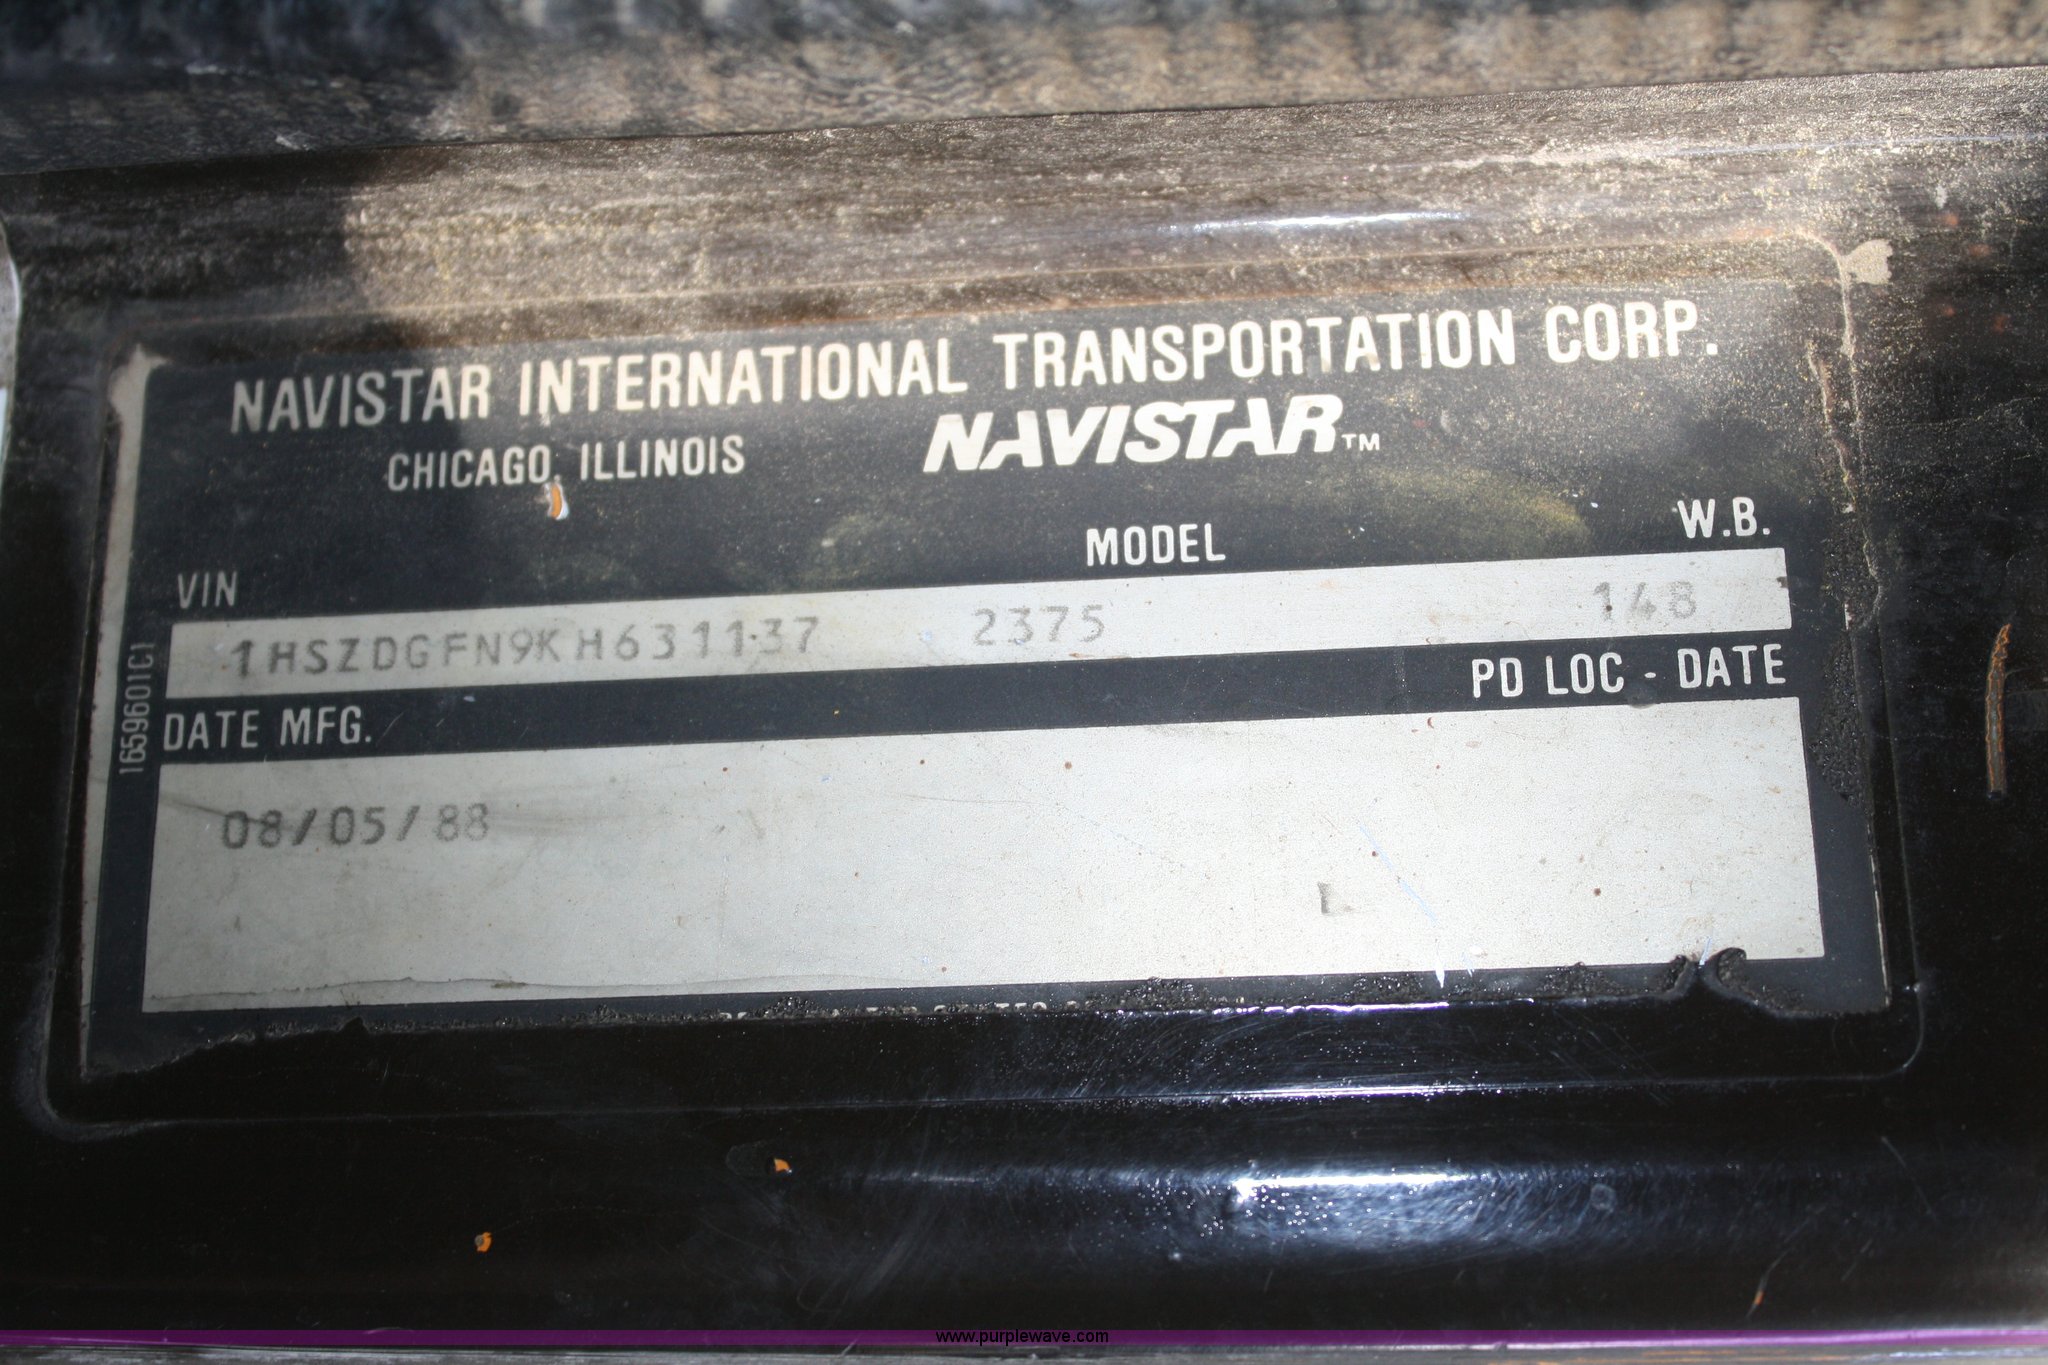 NAVISTAR INTERNATIONAL TRANSPORTATION CORP.
CHICAGO, ILLINOIS
NAVISTAR™
VIN
MODEL
W.B.
1HSZDGFN9KH631137
2375
148
DATE MFG.
PD LOC - DATE
08/05/88
1659601C1
www.purplewave.com